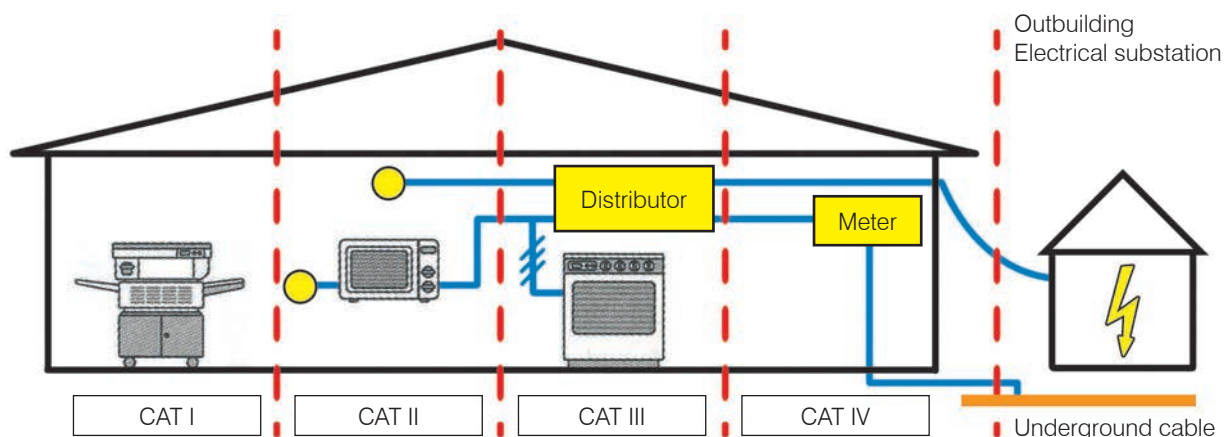 Outbuilding
Electrical substation
Distributor
Meter
CAT I
CAT II
CAT III
CAT IV
Underground cable